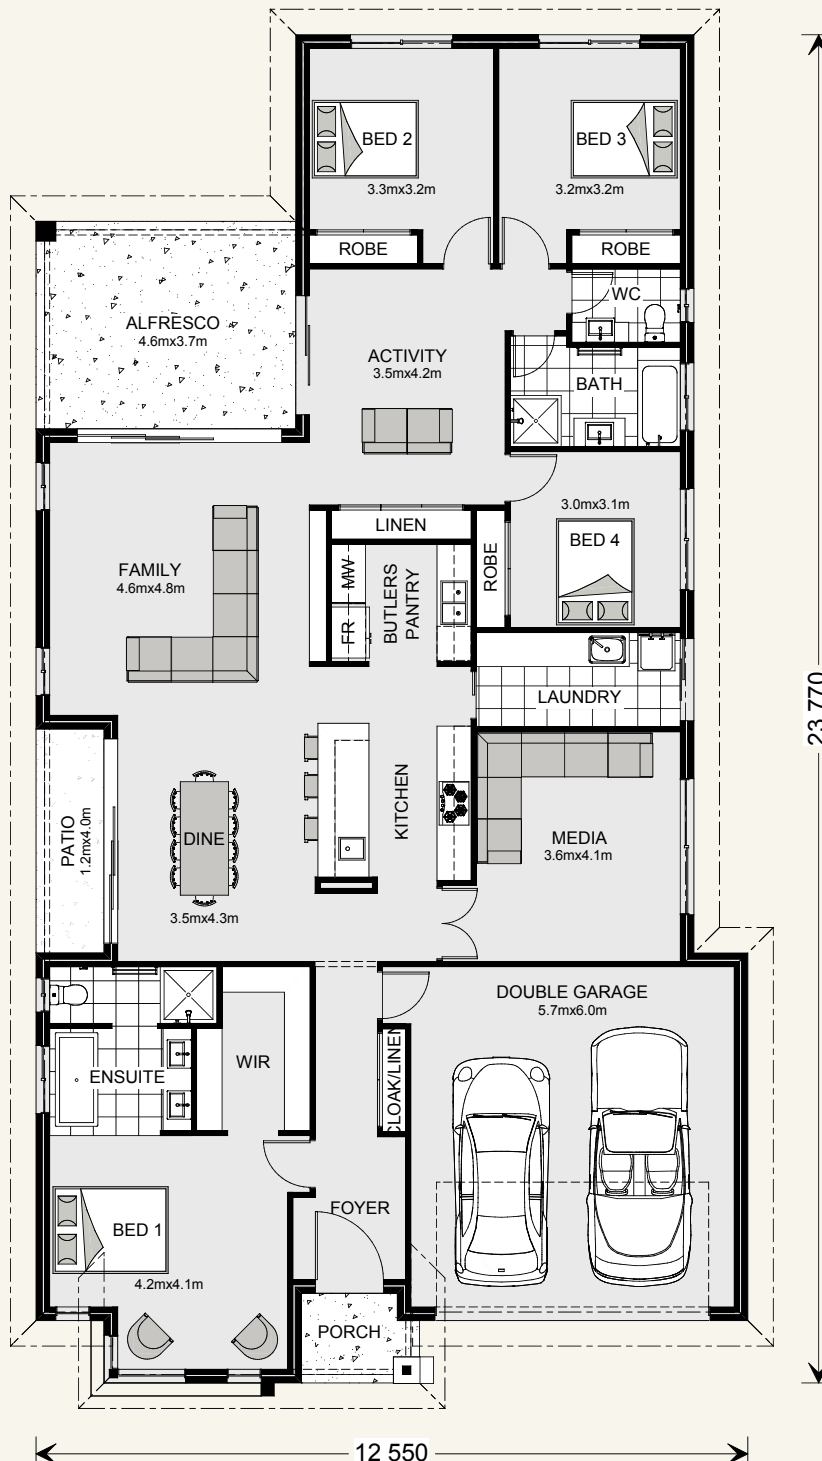 BED 2
3.3mx3.2m
ROBE
BED 3
3.2mx3.2m
ROBE
WC
ALFRESCO
4.6mx3.7m
ACTIVITY
3.5mx4.2m
BATH
LINEN
3.0mx3.1m
BED 4
ROBE
FAMILY
4.6mx4.8m
MW
FR
BUTLERS
PANTRY
LAUNDRY
23 770
KITCHEN
MEDIA
3.6mx4.1m
PATIO
1.2mx4.0m
DINE
3.5mx4.3m
DOUBLE GARAGE
5.7mx6.0m
ENSUITE
WIR
CLOAK/LINEN
FOYER
BED 1
4.2mx4.1m
PORCH
12 550